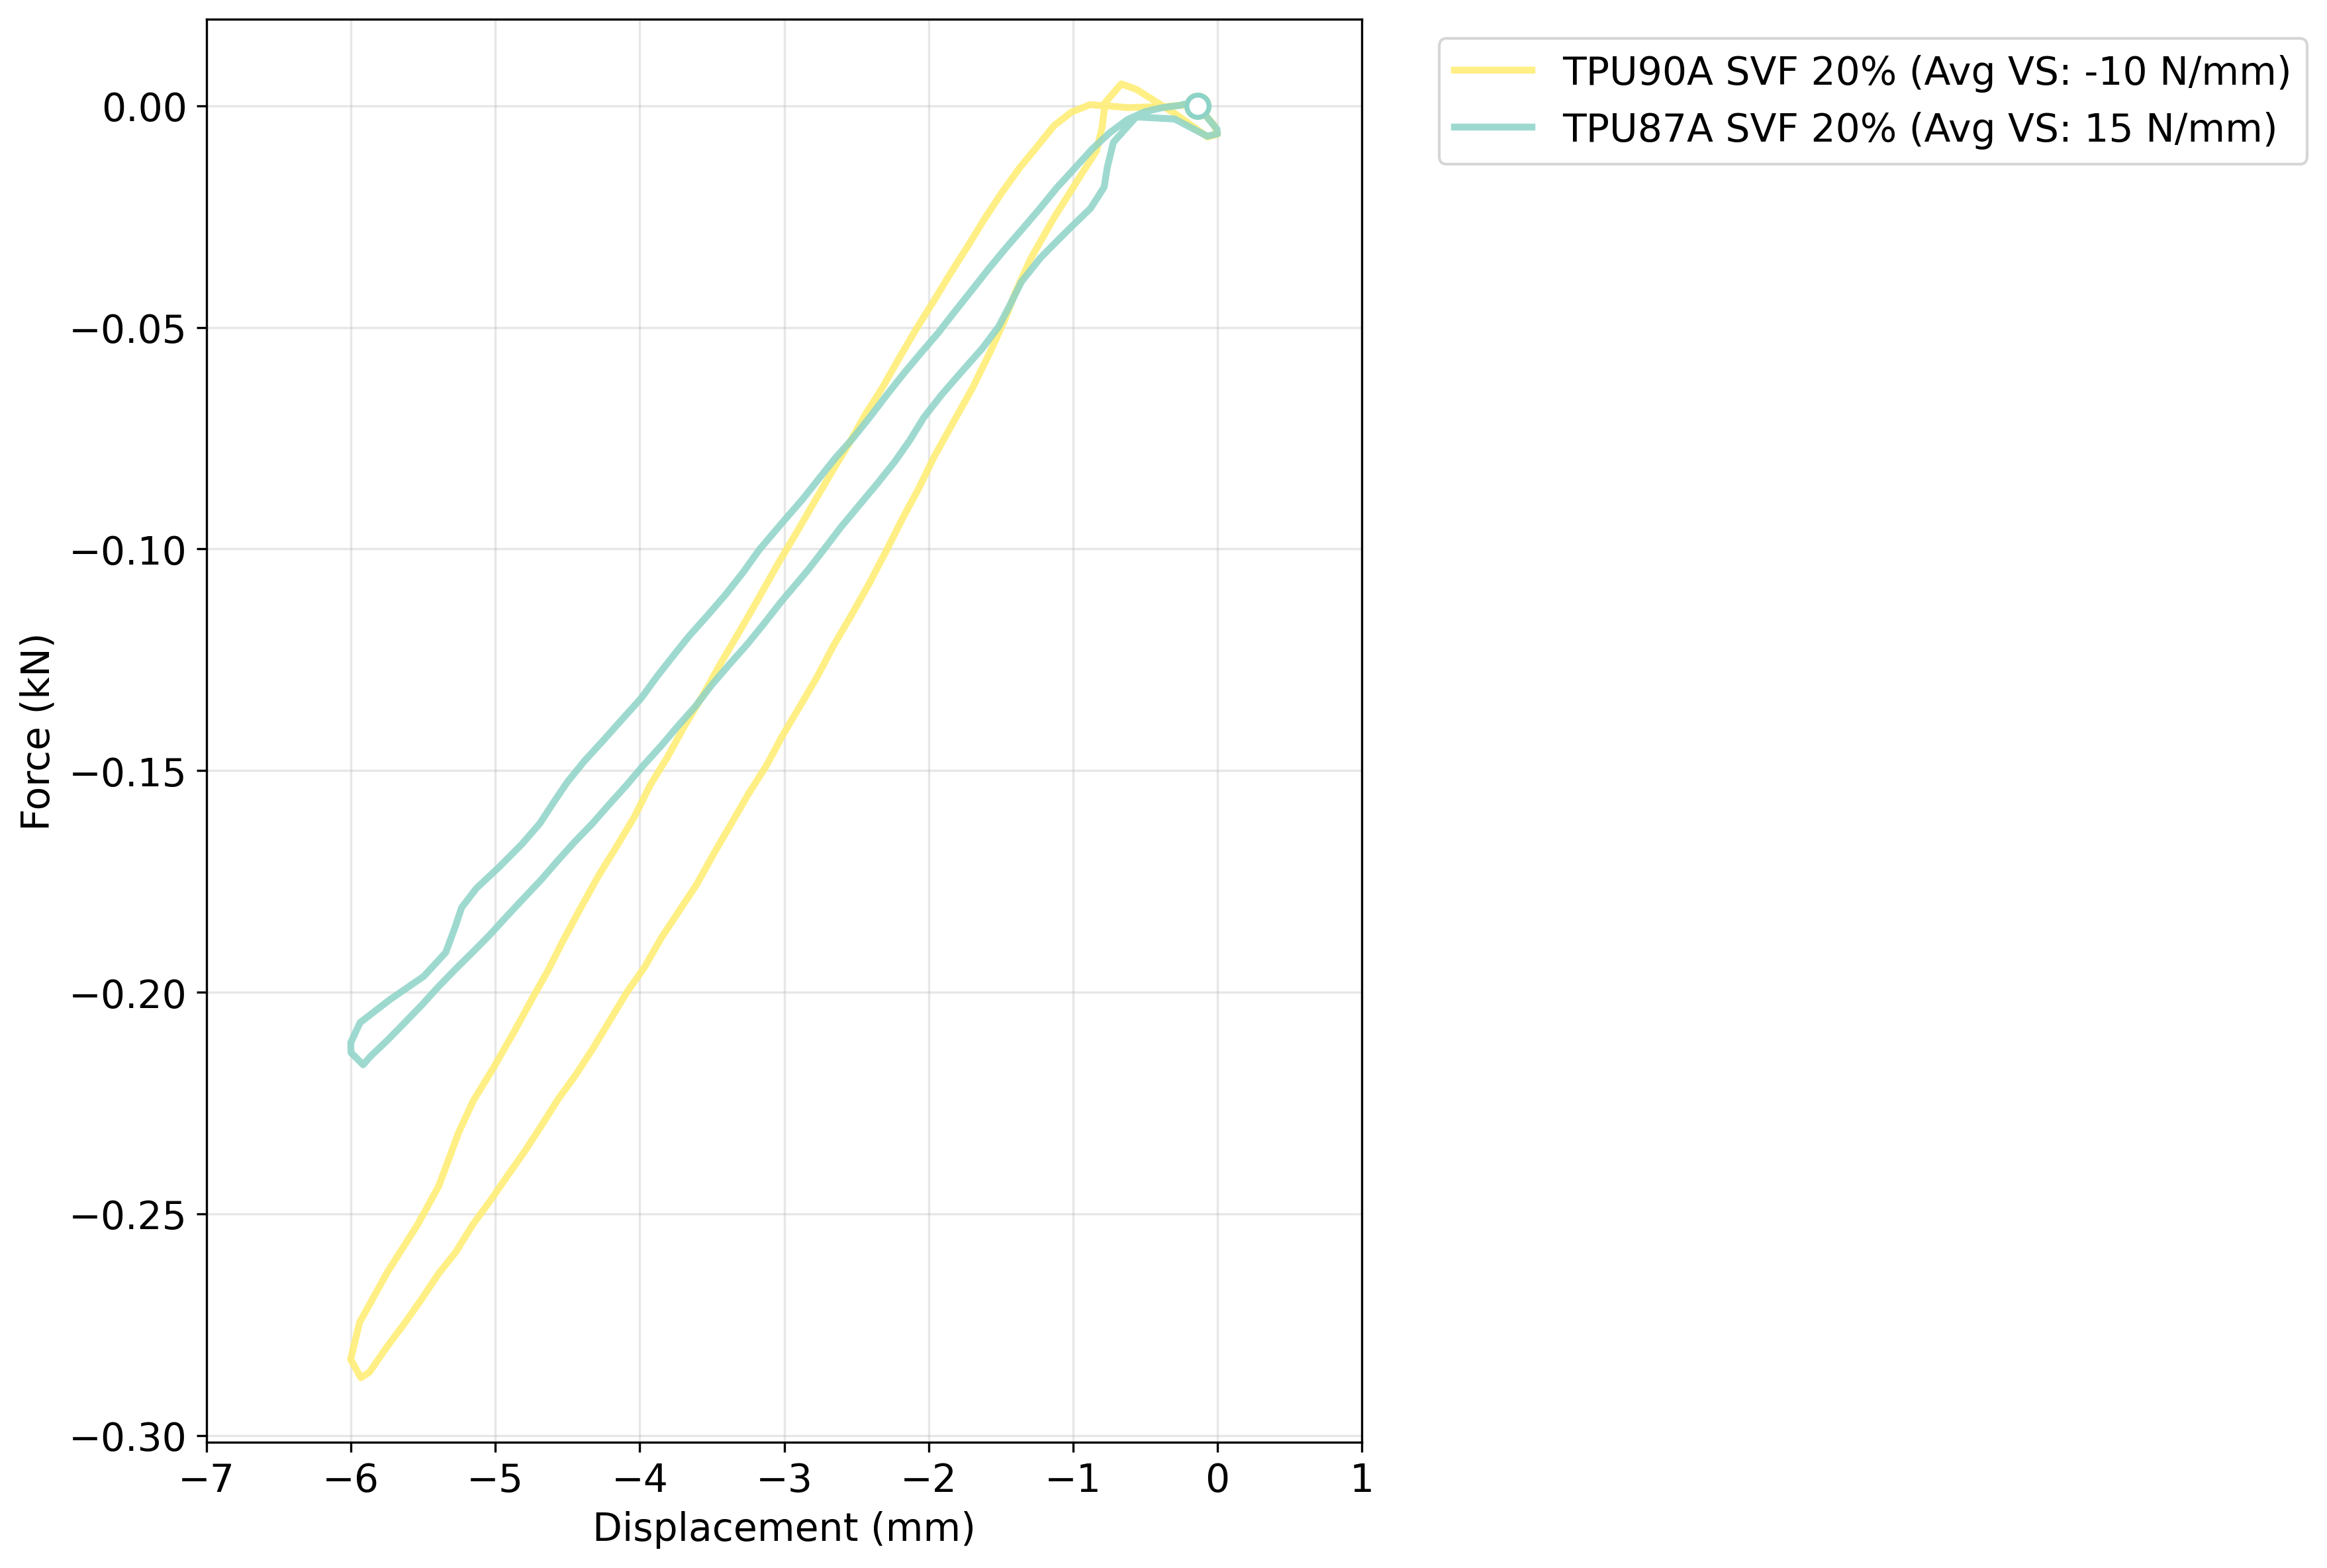 TPU90A SVF 20% (Avg VS: -10 N/mm)
TPU87A SVF 20% (Avg VS: 15 N/mm)
0.00
−0.05
−0.10
−0.15
−0.20
−0.25
−0.30
Force (kN)
−7 −6 −5 −4 −3 −2 −1 0 1
Displacement (mm)